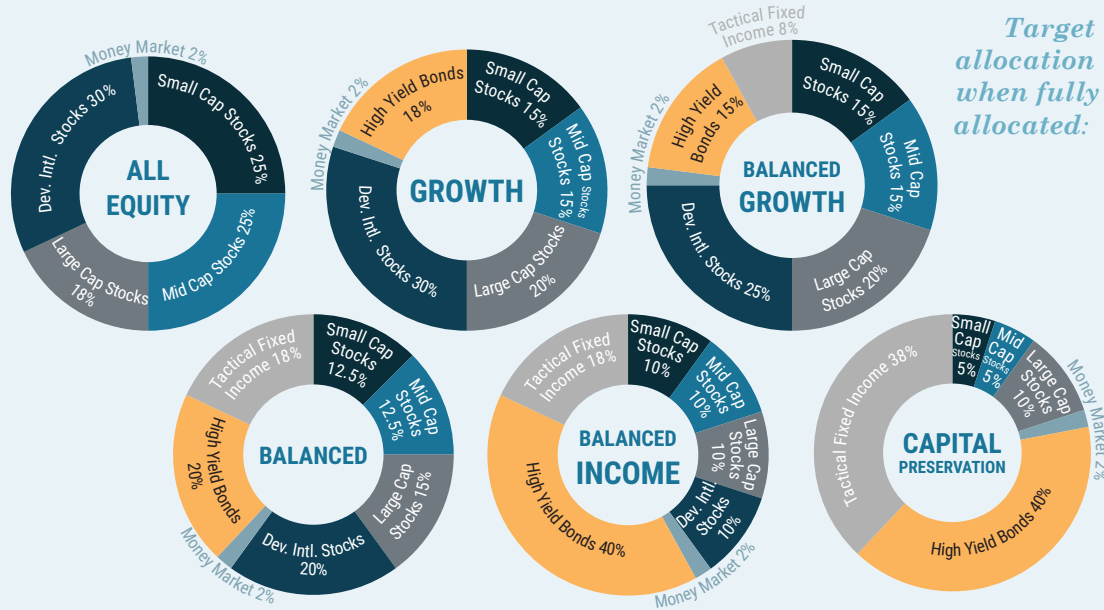 Target
allocation
when fully
allocated:
Money Market 2%
Small Cap Stocks 25%
Mid Cap Stocks 25%
Large Cap Stocks
18%
Dev. Intl. Stocks 30%
ALL
EQUITY
Money Market 2%
High Yield Bonds
18%
Small Cap
Stocks 15%
Mid Cap Stocks
Stocks 15%
Large Cap Stocks
20%
Dev. Intl. Stocks 30%
GROWTH
Tactical Fixed
Income 8%
Small Cap
Stocks 15%
Mid Cap
Stocks 15%
Large Cap
Stocks 20%
Dev. Intl. Stocks 25%
Money Market 2%
High Yield
Bonds 15%
BALANCED
GROWTH
Tactical Fixed
Income 18%
Small Cap
Stocks
12.5%
Mid Cap
Stocks
12.5%
Large Cap
Stocks 15%
Dev. Intl. Stocks
20%
Money Market 2%
High Yield Bonds
20%
BALANCED
Tactical Fixed
Income 18%
Small Cap
Stocks
10%
Mid Cap
Stocks
10%
Large Cap
Stocks
10%
Dev. Intl.
Stocks
10%
Money Market 2%
High Yield Bonds 40%
BALANCED
INCOME
Tactical Fixed Income 38%
Small
Cap
Stocks
5%
Mid
Cap
Stocks
5%
Large Cap
Stocks
10%
Money Market 2%
High Yield Bonds 40%
CAPITAL
PRESERVATION